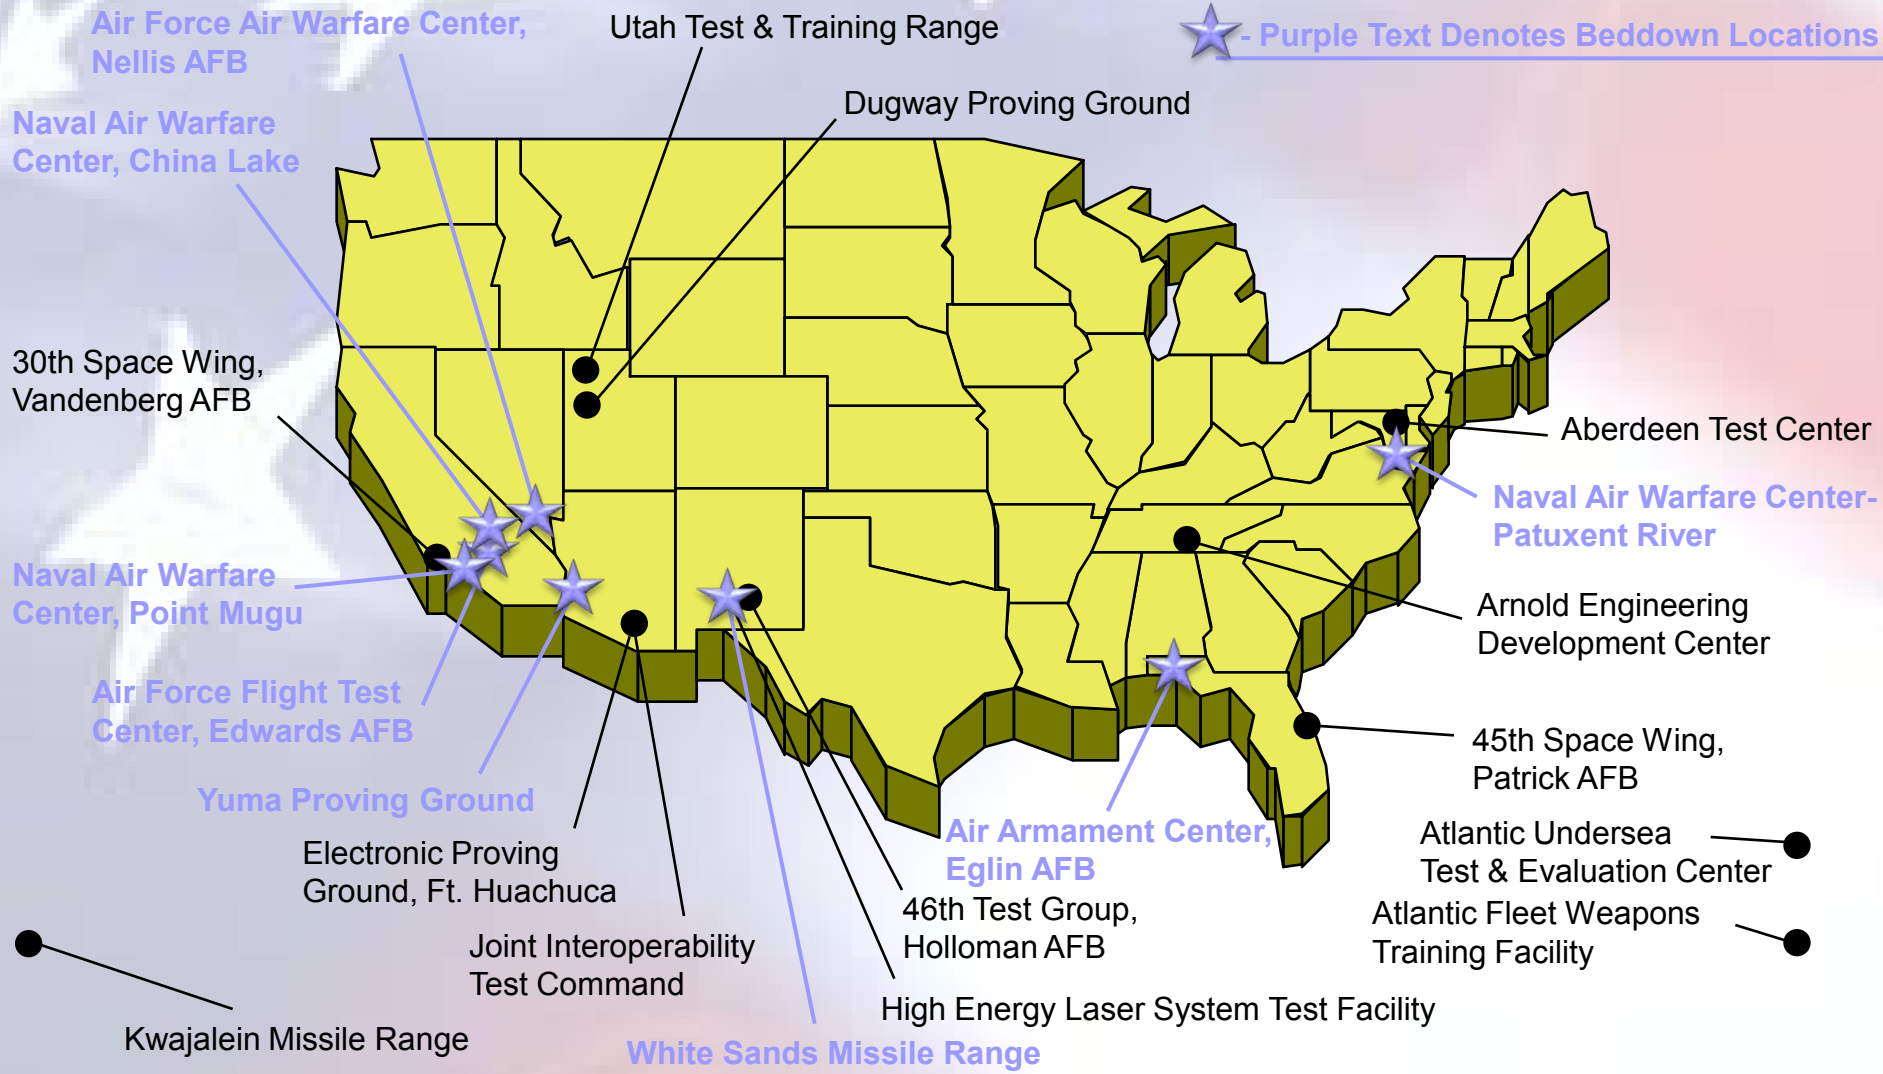 Air Force Air Warfare Center,
Nellis AFB
Utah Test & Training Range
- Purple Text Denotes Beddown Locations
Dugway Proving Ground
Naval Air Warfare
Center, China Lake
30th Space Wing,
Vandenberg AFB
Aberdeen Test Center
Naval Air Warfare Center-
Patuxent River
Naval Air Warfare
Center, Point Mugu
Arnold Engineering
Development Center
Air Force Flight Test
Center, Edwards AFB
45th Space Wing,
Patrick AFB
Yuma Proving Ground
Air Armament Center,
Eglin AFB
Atlantic Undersea
Test & Evaluation Center
Electronic Proving
Ground, Ft. Huachuca
46th Test Group,
Holloman AFB
Atlantic Fleet Weapons
Training Facility
Joint Interoperability
Test Command
High Energy Laser System Test Facility
Kwajalein Missile Range
White Sands Missile Range